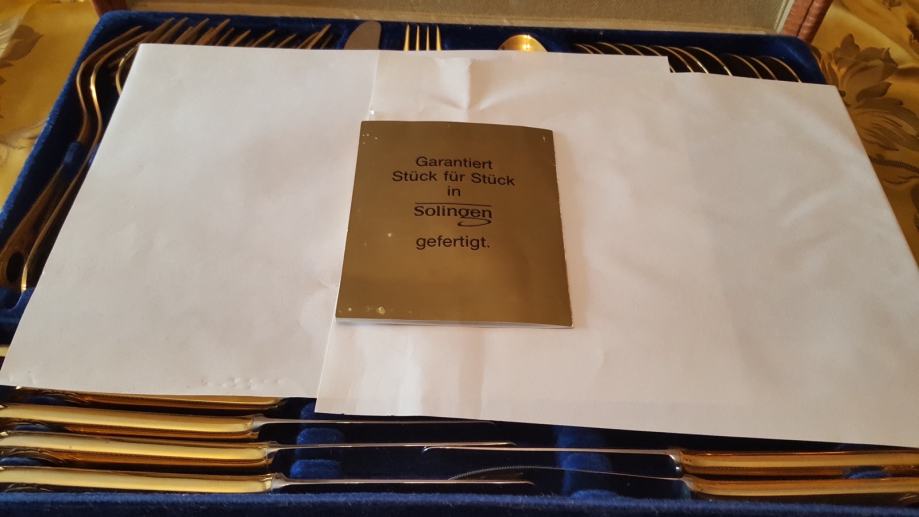 Garantiert
Stück für Stück
in
Solingen
gefertigt.